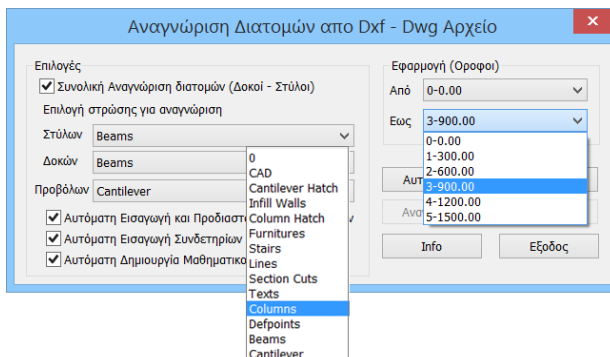 Αναγνώριση Διατομών απο Dxf - Dwg Αρχείο
Επιλογές
Συνολική Αναγνώριση διατομών (Δοκοί - Στύλοι)
Επιλογή στρώσης για αναγνώριση
Στύλων Beams
Δοκών Beams
Προβόλων Cantilever
Αυτόματη Εισαγωγή και
Αυτόματη Εισαγωγή Συνδετηρίων
Αυτόματη Δημιουργία
0
CAD
Cantilever Hatch
Infill Walls
Column Hatch
Furnitures
Stairs
Lines
Section Cuts
Texts
Columns
Defpoints
Beams
Cantilever
Εφαρμογή (Οροφοι)
Από 0-0.00
Εως 3-900.00
0-0.00
1-300.00
2-600.00
3-900.00
4-1200.00
5-1500.00
Info
Εξοδος